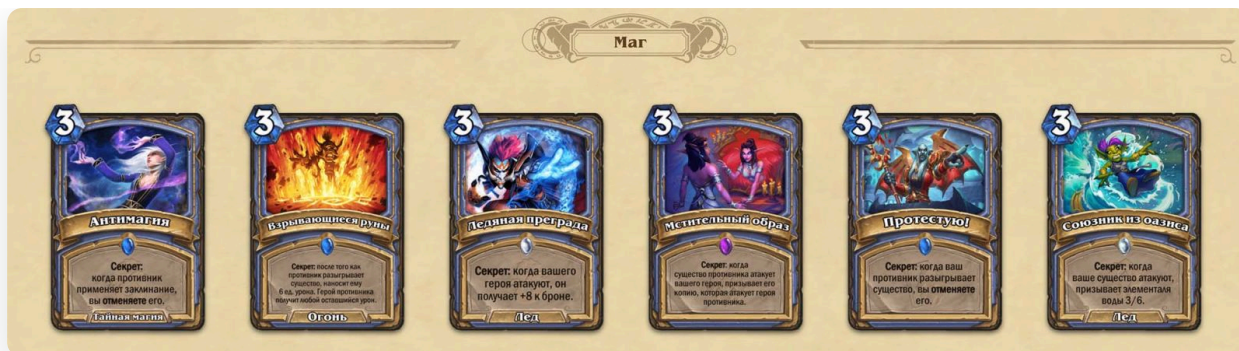 Маг
3
Антимагия
Секрет:
когда противник
применяет заклинание,
вы отменяете его.
Тайная магия
3
Взрывающиеся руны
Секрет: после того как
противник разыгрывает
существо, наносит ему
6 ед. урона. Герой противника
получит любой оставшийся урон.
Огонь
3
Ледяная преграда
Секрет: когда вашего
героя атакуют, он
получает +8 к броне.
Лед
3
Мстительный образ
Секрет: когда
существо противника атакует
вашего героя, призывает его
копию, которая атакует героя
противника.
3
Протестую!
Секрет: когда ваш
противник разыгрывает
существо, вы отменяете
его.
3
Союзник из оазиса
Секрет: когда
ваше существо атакуют,
призывает элементаля
воды 3/6.
Лед